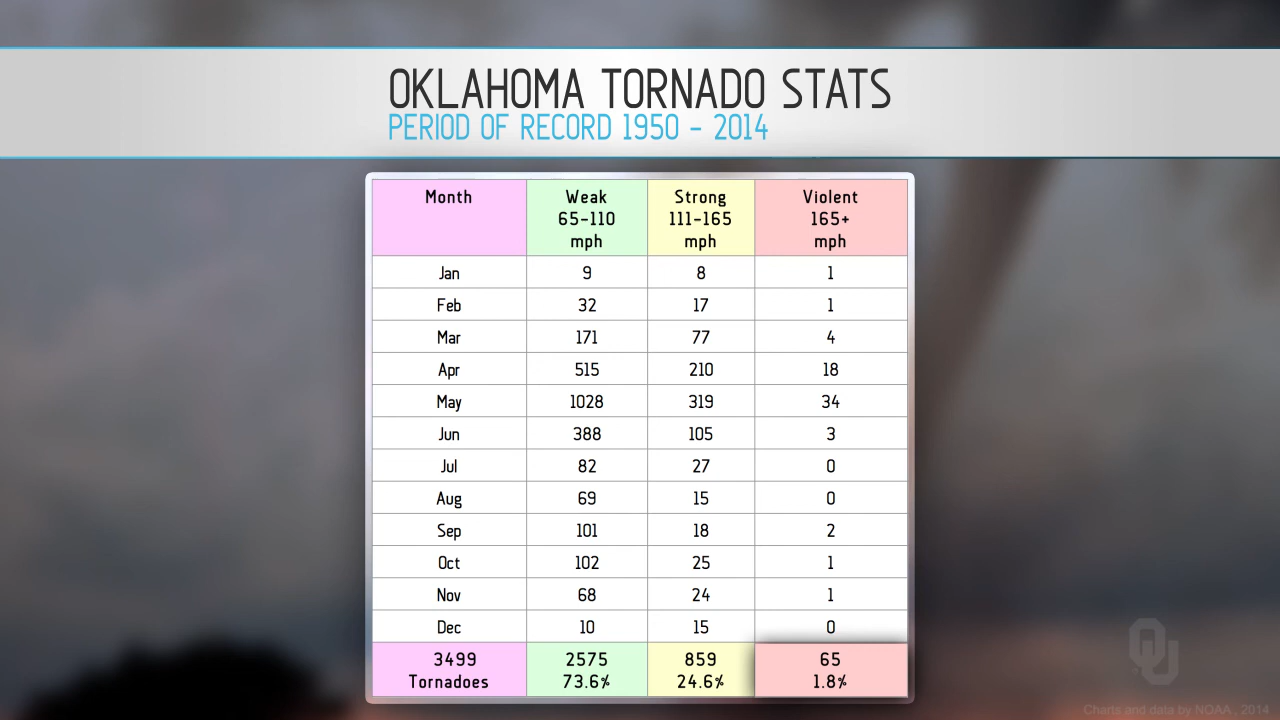 OKLAHOMA TORNADO STATS
PERIOD OF RECORD 1950 - 2014
Month Weak Strong Violent
65-110 111-165 165+
mph mph mph
Jan 9 8 1
Feb 32 17 1
Mar 171 77 4
Apr 515 210 18
May 1028 319 34
Jun 388 105 3
Jul 82 27 0
Aug 69 15 0
Sep 101 18 2
Oct 102 25 1
Nov 68 24 1
Dec 10 15 0
3499 2575 859 65
Tornadoes 73.6% 24.6% 1.8%
OU
Charts and data by NOAA , 2014